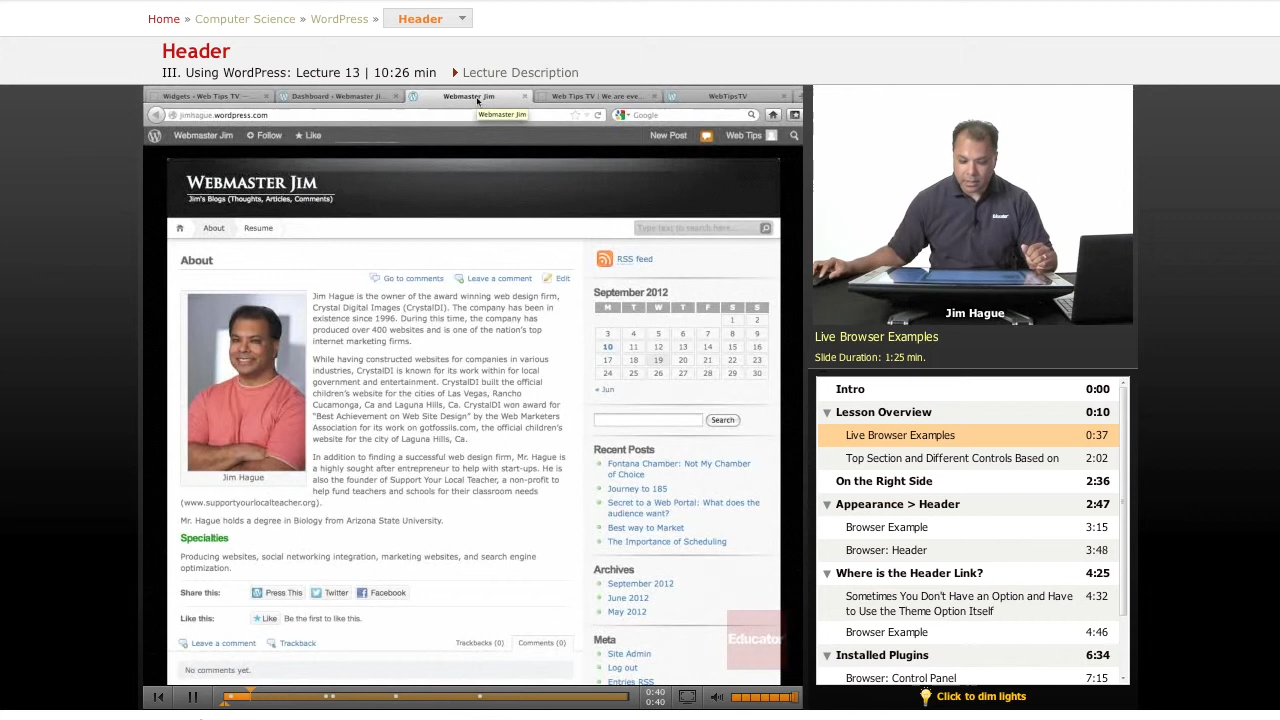 Home » Computer Science » WordPress » Header
Header
III. Using WordPress: Lecture 13 | 10:26 min Lecture Description
Widgets ‹ Web Tips TV —... Dashboard ‹ Webmaster Ji... Webmaster Jim Web Tips TV | We are eve... WebTipsTV
jimhague.wordpress.com Webmaster Jim Google
Webmaster Jim Follow Like New Post Web Tips
WEBMASTER JIM
Jim's Blogs (Thoughts, Articles, Comments)
About Resume Type text to search here...
About
Go to comments Leave a comment Edit
Jim Hague is the owner of the award winning web design firm,
Crystal Digital Images (CrystalDI). The company has been in
existence since 1996. During this time, the company has
produced over 400 websites and is one of the nation's top
internet marketing firms.
While having constructed websites for companies in various
industries, CrystalDI is known for its work within for local
government and entertainment. CrystalDI built the official
children's website for the cities of Las Vegas, Rancho
Cucamonga, Ca and Laguna Hills, Ca. CrystalDI won award for
"Best Achievement on Web Site Design" by the Web Marketers
Association for its work on gotfossils.com, the official children's
website for the city of Laguna Hills, Ca.
In addition to finding a successful web design firm, Mr. Hague is
a highly sought after entrepreneur to help with start-ups. He is
also the founder of Support Your Local Teacher, a non-profit to
help fund teachers and schools for their classroom needs
(www.supportyourlocalteacher.org).
Jim Hague
Mr. Hague holds a degree in Biology from Arizona State University.
Specialties
Producing websites, social networking integration, marketing websites, and search engine
optimization.
Share this: Press This Twitter Facebook
Like this: Like Be the first to like this.
Leave a comment Trackback Trackbacks (0) Comments (0)
No comments yet.
RSS feed
September 2012
M T W T F S S
1 2
3 4 5 6 7 8 9
10 11 12 13 14 15 16
17 18 19 20 21 22 23
24 25 26 27 28 29 30
« Jun
Search
Recent Posts
Fontana Chamber: Not My Chamber
of Choice
Journey to 185
Secret to a Web Portal: What does the
audience want?
Best way to Market
The Importance of Scheduling
Archives
September 2012
June 2012
May 2012
Meta
Site Admin
Log out
Entries RSS
Educator
0:40
0:40
Educator
Jim Hague
Live Browser Examples
Slide Duration: 1:25 min.
Intro 0:00
Lesson Overview 0:10
Live Browser Examples 0:37
Top Section and Different Controls Based on 2:02
On the Right Side 2:36
Appearance > Header 2:47
Browser Example 3:15
Browser: Header 3:48
Where is the Header Link? 4:25
Sometimes You Don't Have an Option and Have 4:32
to Use the Theme Option Itself
Browser Example 4:46
Installed Plugins 6:34
Browser: Control Panel 7:15
Click to dim lights